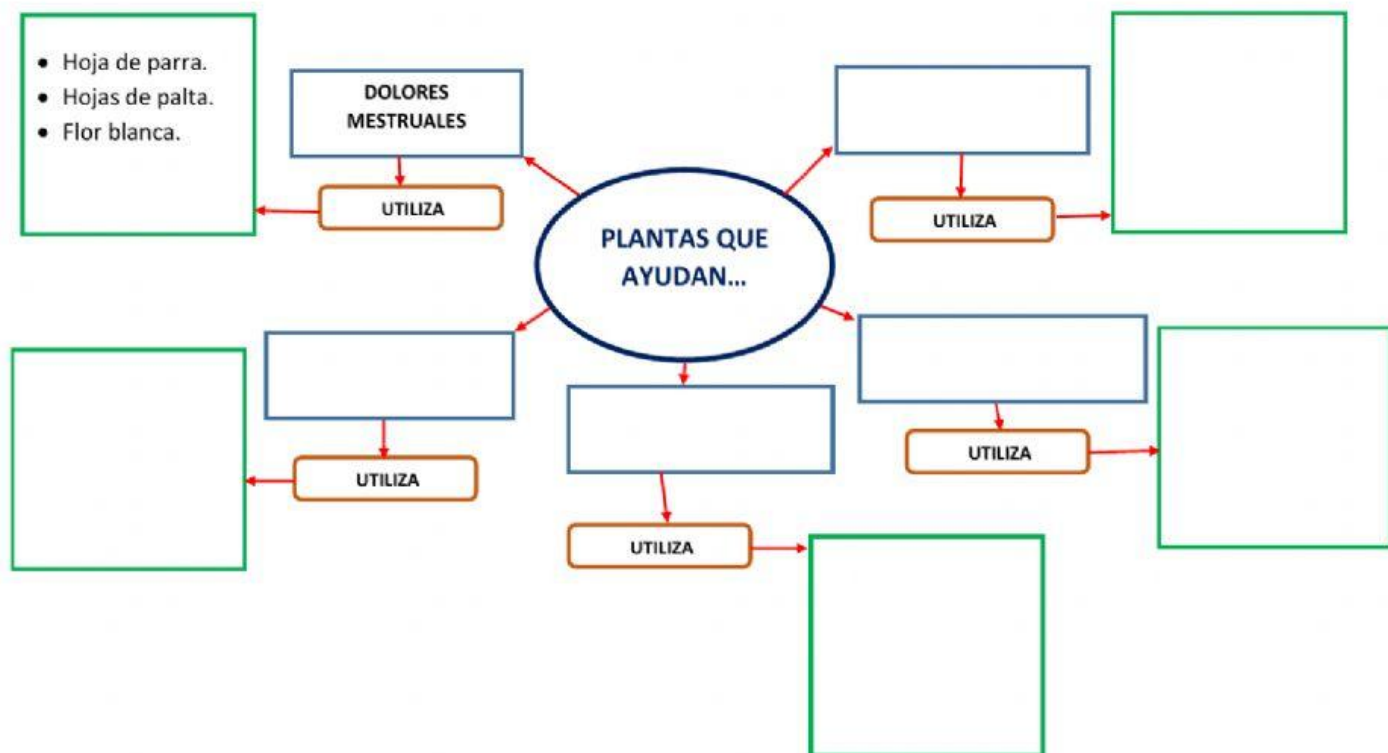 • Hoja de parra.
• Hojas de palta.
• Flor blanca.
DOLORES
MESTRUALES
UTILIZA
UTILIZA
PLANTAS QUE
AYUDAN...
UTILIZA
UTILIZA
UTILIZA